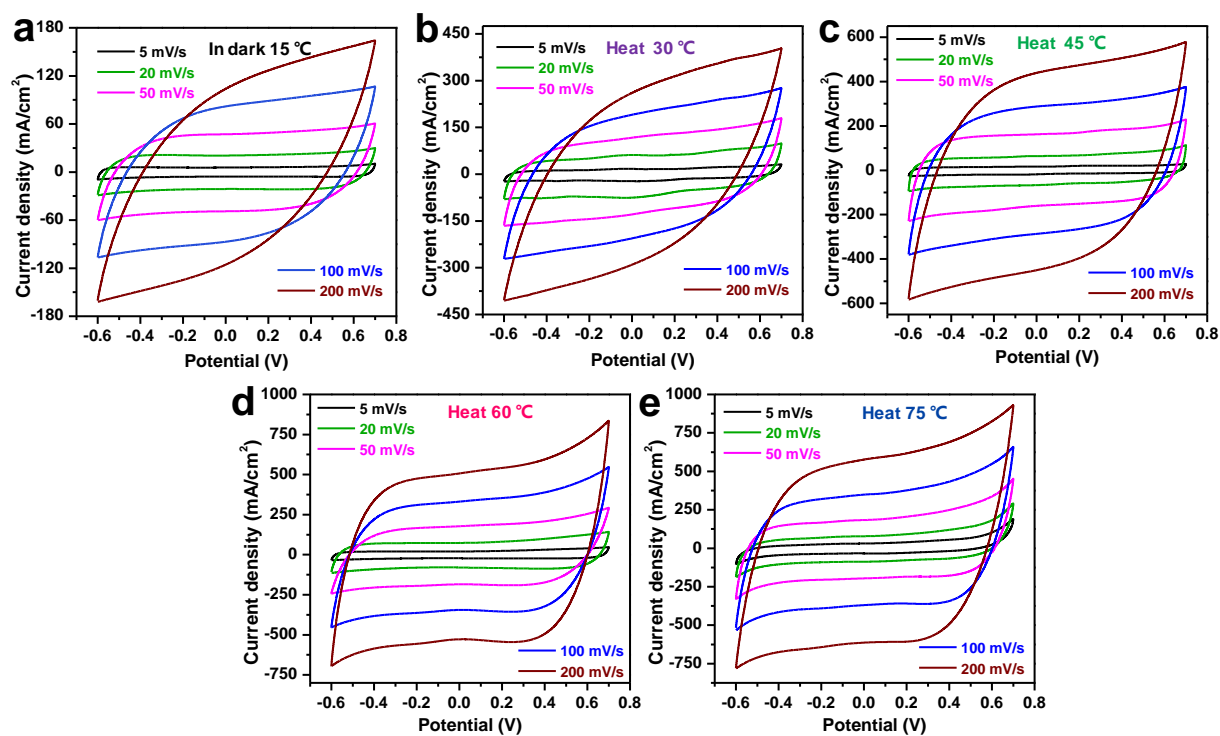 a
In dark 15 ℃
5 mV/s
20 mV/s
50 mV/s
100 mV/s
200 mV/s
180
120
60
0
-60
-120
-180
-0.6 -0.4 -0.2 0.0 0.2 0.4 0.6 0.8
Current density (mA/cm²)
Potential (V)
b
Heat 30 ℃
5 mV/s
20 mV/s
50 mV/s
100 mV/s
200 mV/s
450
300
150
0
-150
-300
-450
-0.6 -0.4 -0.2 0.0 0.2 0.4 0.6 0.8
Current density (mA/cm²)
Potential (V)
c
Heat 45 ℃
5 mV/s
20 mV/s
50 mV/s
100 mV/s
200 mV/s
600
400
200
0
-200
-400
-600
-0.6 -0.4 -0.2 0.0 0.2 0.4 0.6 0.8
Current density (mA/cm²)
Potential (V)
d
Heat 60 ℃
5 mV/s
20 mV/s
50 mV/s
100 mV/s
200 mV/s
1000
750
500
250
0
-250
-500
-750
-0.6 -0.4 -0.2 0.0 0.2 0.4 0.6 0.8
Current density (mA/cm²)
Potential (V)
e
Heat 75 ℃
5 mV/s
20 mV/s
50 mV/s
100 mV/s
200 mV/s
1000
750
500
250
0
-250
-500
-750
-0.6 -0.4 -0.2 0.0 0.2 0.4 0.6 0.8
Current density (mA/cm²)
Potential (V)